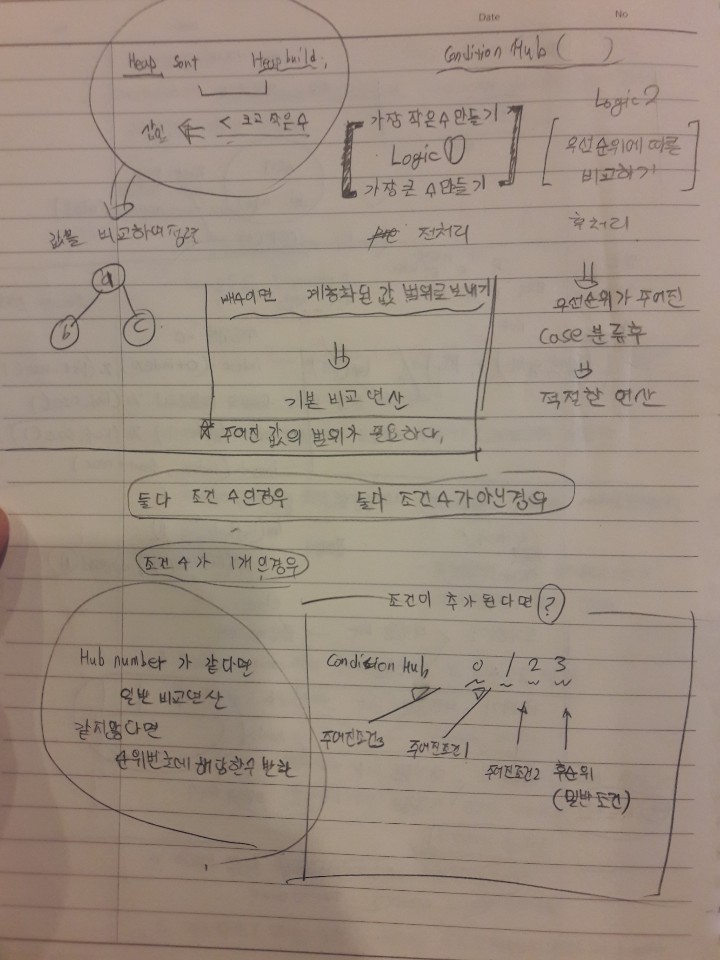 Date No
Heap Sort Heap build.
Condition Hub ( )
삽입 ⇐ < 크고 작은수
가장 작은수 만들기
Logic ①
가장 큰 수 만들기
Logic 2
우선순위에 따른
비교하기
값을 비교하여
전처리
후처리
a
b c
배수이면 계층화된 값 범위로 보내기
⇓
기본 비교 연산
☆ 주어진 값의 범위가 필요하다.
⇓
우선순위가 주어진
Case 분류후
⇓
적절한 연산
둘다 조건 4 인경우 둘다 조건 4가 아닌경우
조건 4가 1개 인경우
조건이 추가 된다면 ?
Hub number 가 같다면
일반 비교연산
같지않다면
순위번호에 해당한수 반환
Condition Hub 0 1 2 3
주어진조건3 주어진조건1
주어진조건2 후순위
(일반 조건)